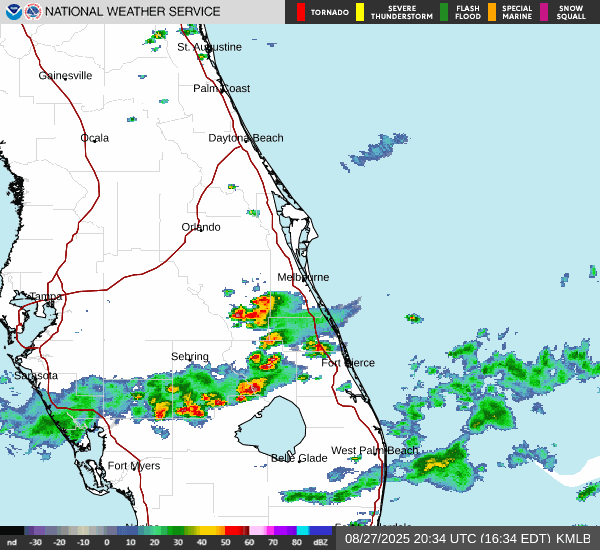 NATIONAL WEATHER SERVICE
TORNADO
SEVERE THUNDERSTORM
FLASH FLOOD
SPECIAL MARINE
SNOW SQUALL
St. Augustine
Gainesville
Palm Coast
Ocala
Daytona Beach
Orlando
Melbourne
Tampa
Sebring
Fort Pierce
Sarasota
West Palm Beach
Belle Glade
Fort Myers
nd -30 -20 -10 0 10 20 30 40 50 60 70 80 dBZ
08/27/2025 20:34 UTC (16:34 EDT) KMLB